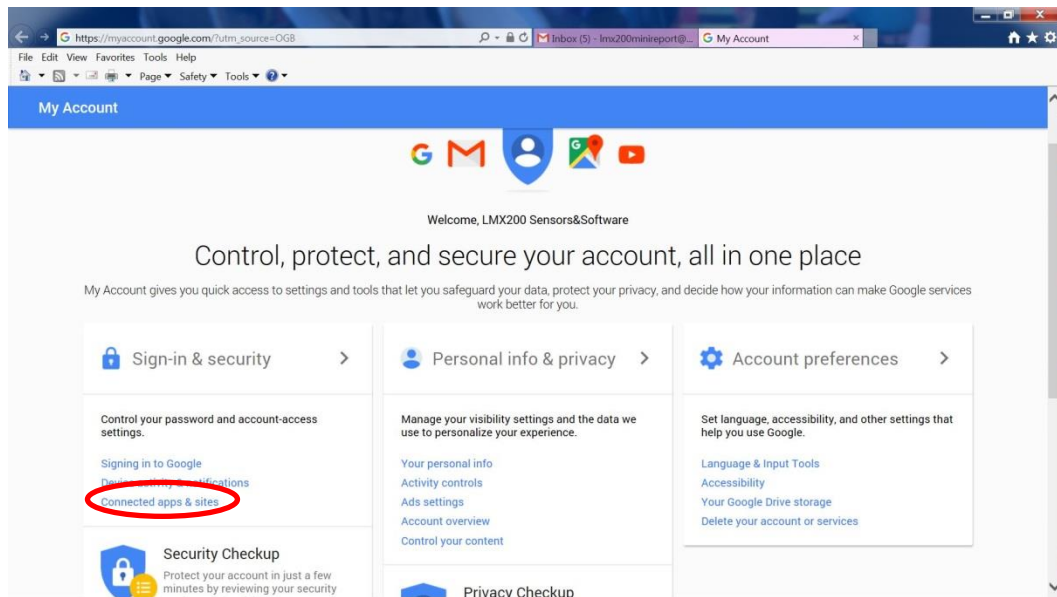 https://myaccount.google.com/?utm_source=OGB
Inbox (5) - lmx200minireport@...
My Account
File Edit View Favorites Tools Help
Page Safety Tools
My Account
Welcome, LMX200 Sensors&Software
Control, protect, and secure your account, all in one place
My Account gives you quick access to settings and tools that let you safeguard your data, protect your privacy, and decide how your information can make Google services
work better for you.
Sign-in & security
Control your password and account-access
settings.
Signing in to Google
Device activity & notifications
Connected apps & sites
Security Checkup
Protect your account in just a few
minutes by reviewing your security
Personal info & privacy
Manage your visibility settings and the data we
use to personalize your experience.
Your personal info
Activity controls
Ads settings
Account overview
Control your content
Privacy Checkup
Account preferences
Set language, accessibility, and other settings that
help you use Google.
Language & Input Tools
Accessibility
Your Google Drive storage
Delete your account or services